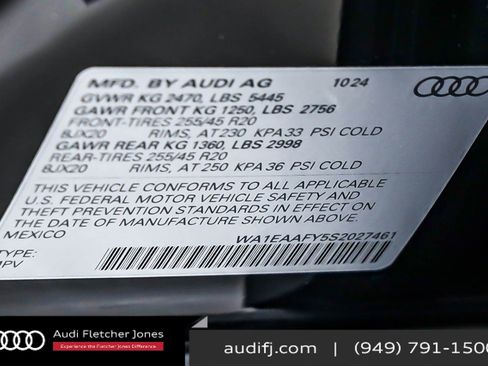 MFD. BY AUDI AG 10 24
GVWR KG 2470, LBS 5445
GAWR FRONT KG 1250, LBS 2756
FRONT-TIRES 255/45 R20
8JX20 RIMS, AT 230 KPA 33 PSI COLD
GAWR REAR KG 1360, LBS 2998
REAR-TIRES 255/45 R20
8JX20 RIMS, AT 250 KPA 36 PSI COLD
THIS VEHICLE CONFORMS TO ALL APPLICABLE
U.S. FEDERAL MOTOR VEHICLE SAFETY AND
THEFT PREVENTION STANDARDS IN EFFECT ON
THE DATE OF MANUFACTURE SHOWN ABOVE.
MEXICO WA1EAAFY5S2027461
TYPE:
MPV
Audi Fletcher Jones
Experience the Fletcher Jones Difference.
audifj.com | (949) 791-1500